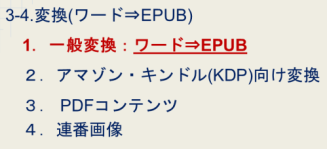 3-4.変換(ワード⇒EPUB)
1. 一般変換：ワード⇒EPUB
２. アマゾン・キンドル(KDP)向け変換
３. PDFコンテンツ
４. 連番画像